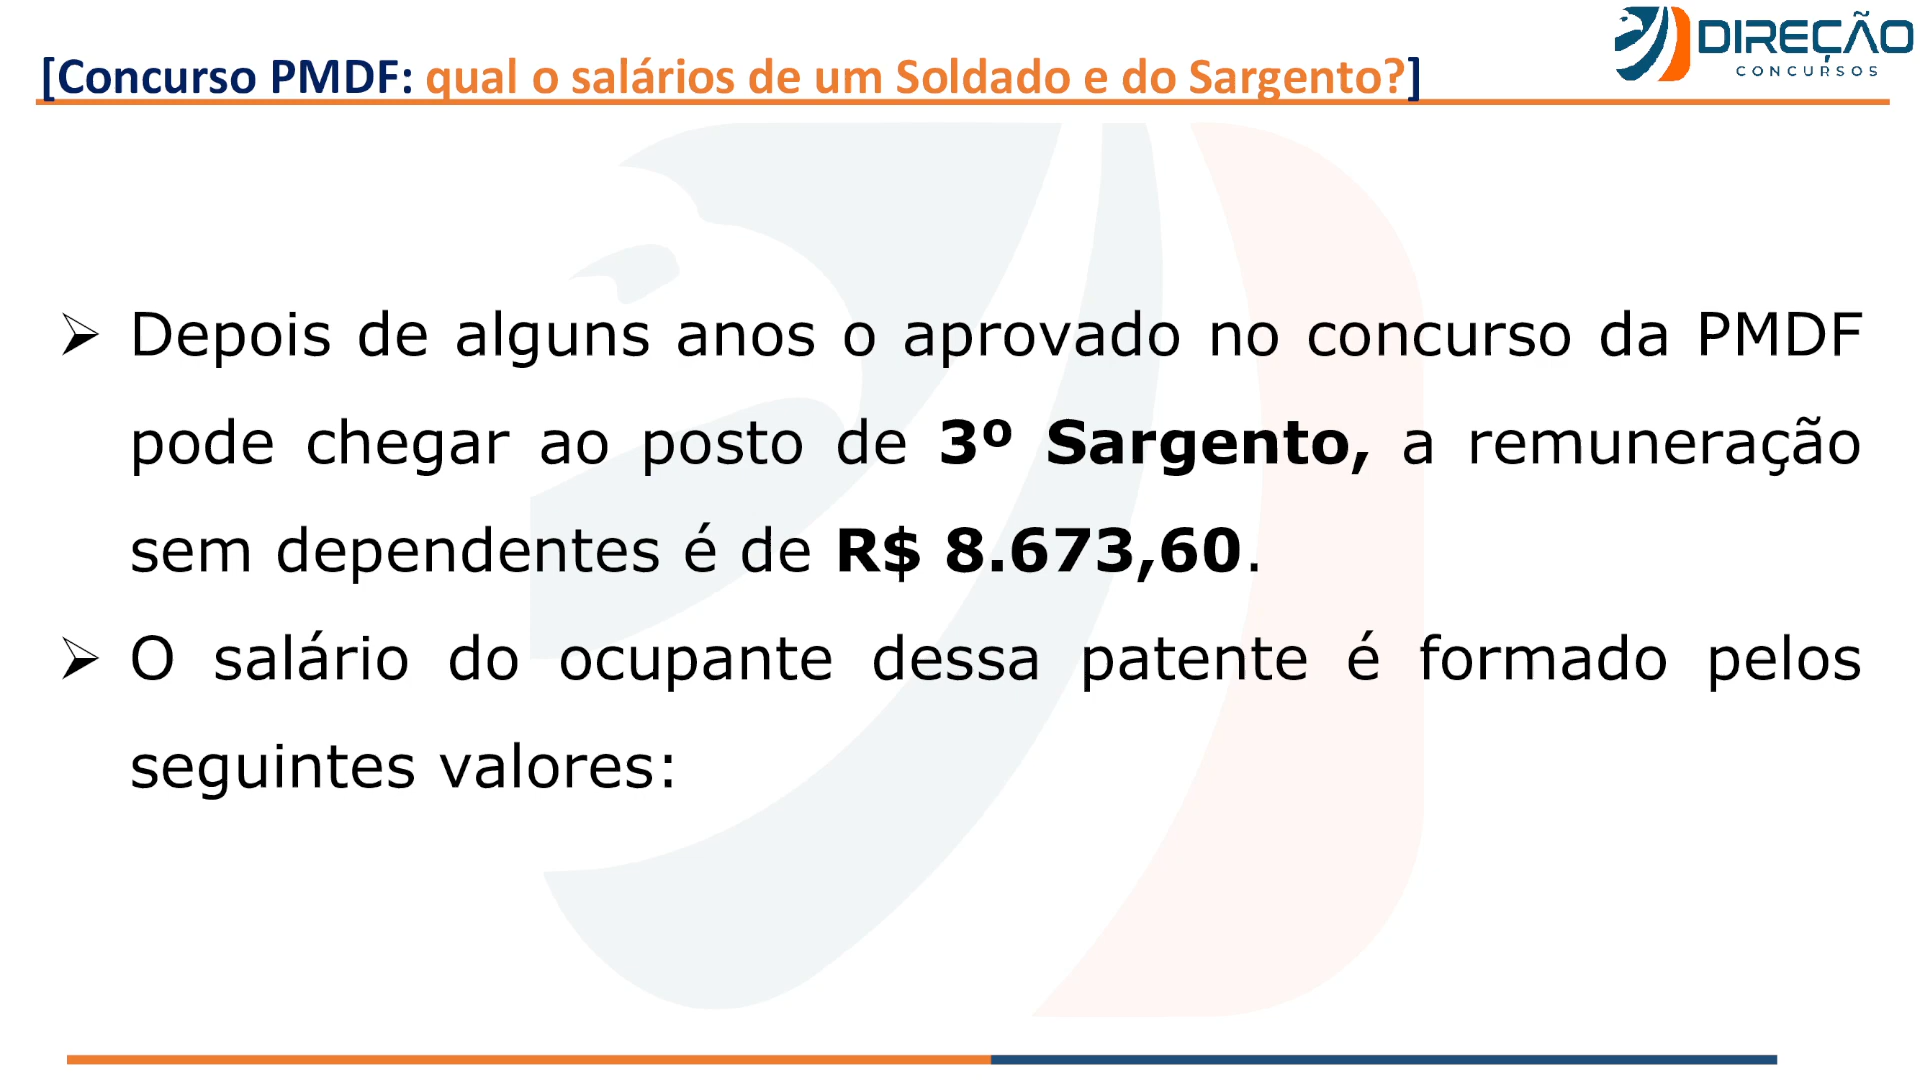 [Concurso PMDF: qual o salários de um Soldado e do Sargento?]
DIREÇÃO
CONCURSOS
➢ Depois de alguns anos o aprovado no concurso da PMDF
pode chegar ao posto de 3º Sargento, a remuneração
sem dependentes é de R$ 8.673,60.
➢ O salário do ocupante dessa patente é formado pelos
seguintes valores: